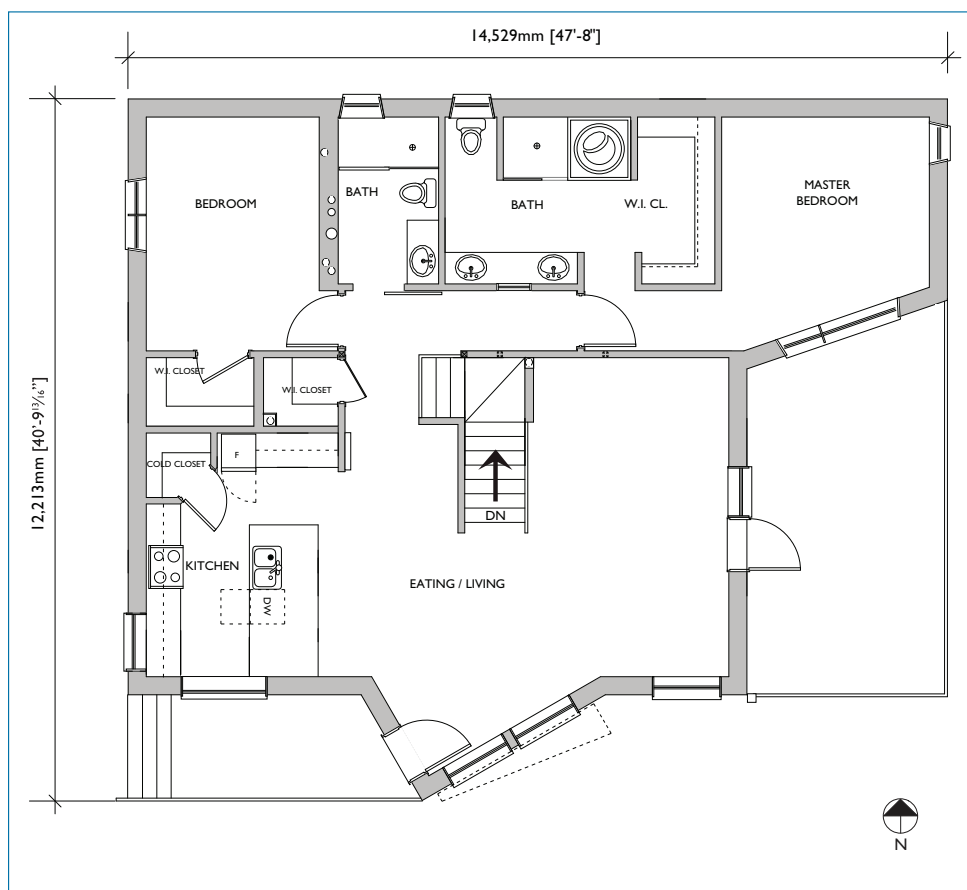 14,529mm [47'-8"]
12,213mm [40'-9 13/16"]
BEDROOM
BATH
BATH
W.I. CL.
MASTER
BEDROOM
W.I. CLOSET
W.I. CLOSET
COLD CLOSET
F
DN
KITCHEN
DW
EATING / LIVING
N